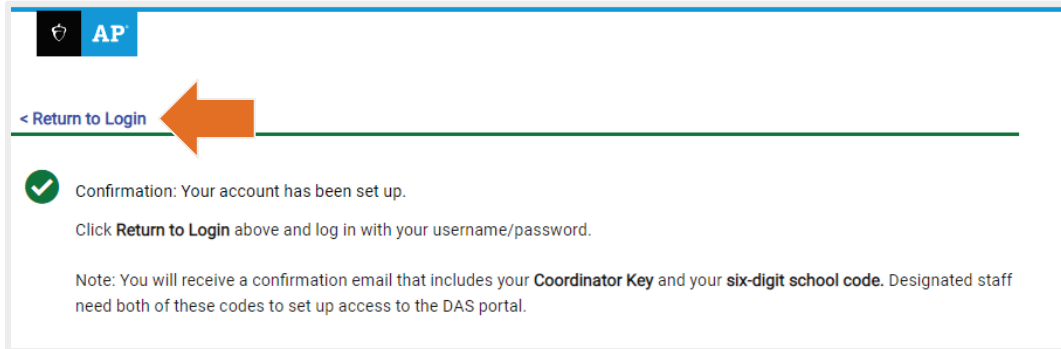 AP®
< Return to Login
Confirmation: Your account has been set up.
Click Return to Login above and log in with your username/password.
Note: You will receive a confirmation email that includes your Coordinator Key and your six-digit school code. Designated staff
need both of these codes to set up access to the DAS portal.